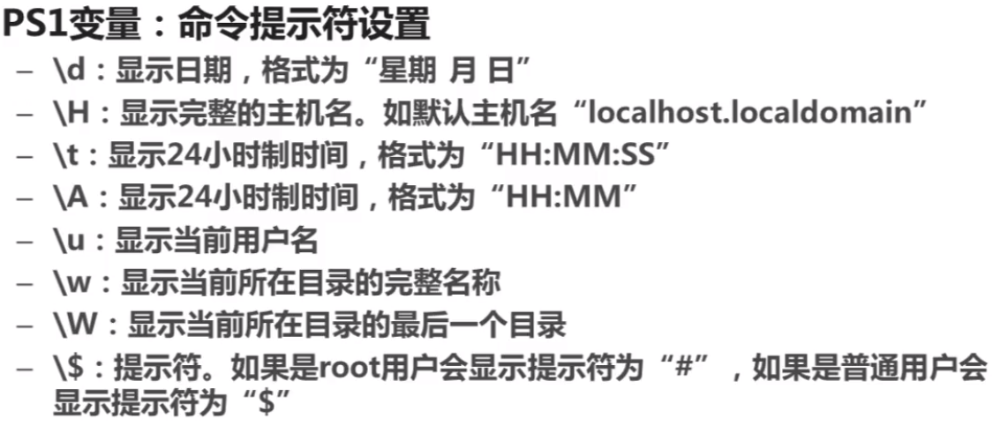 PS1变量：命令提示符设置
– \d：显示日期，格式为“星期 月 日”
– \H：显示完整的主机名。如默认主机名“localhost.localdomain”
– \t：显示24小时制时间，格式为“HH:MM:SS”
– \A：显示24小时制时间，格式为“HH:MM”
– \u：显示当前用户名
– \w：显示当前所在目录的完整名称
– \W：显示当前所在目录的最后一个目录
– \$：提示符。如果是root用户会显示提示符为“#”，如果是普通用户会
显示提示符为“$”